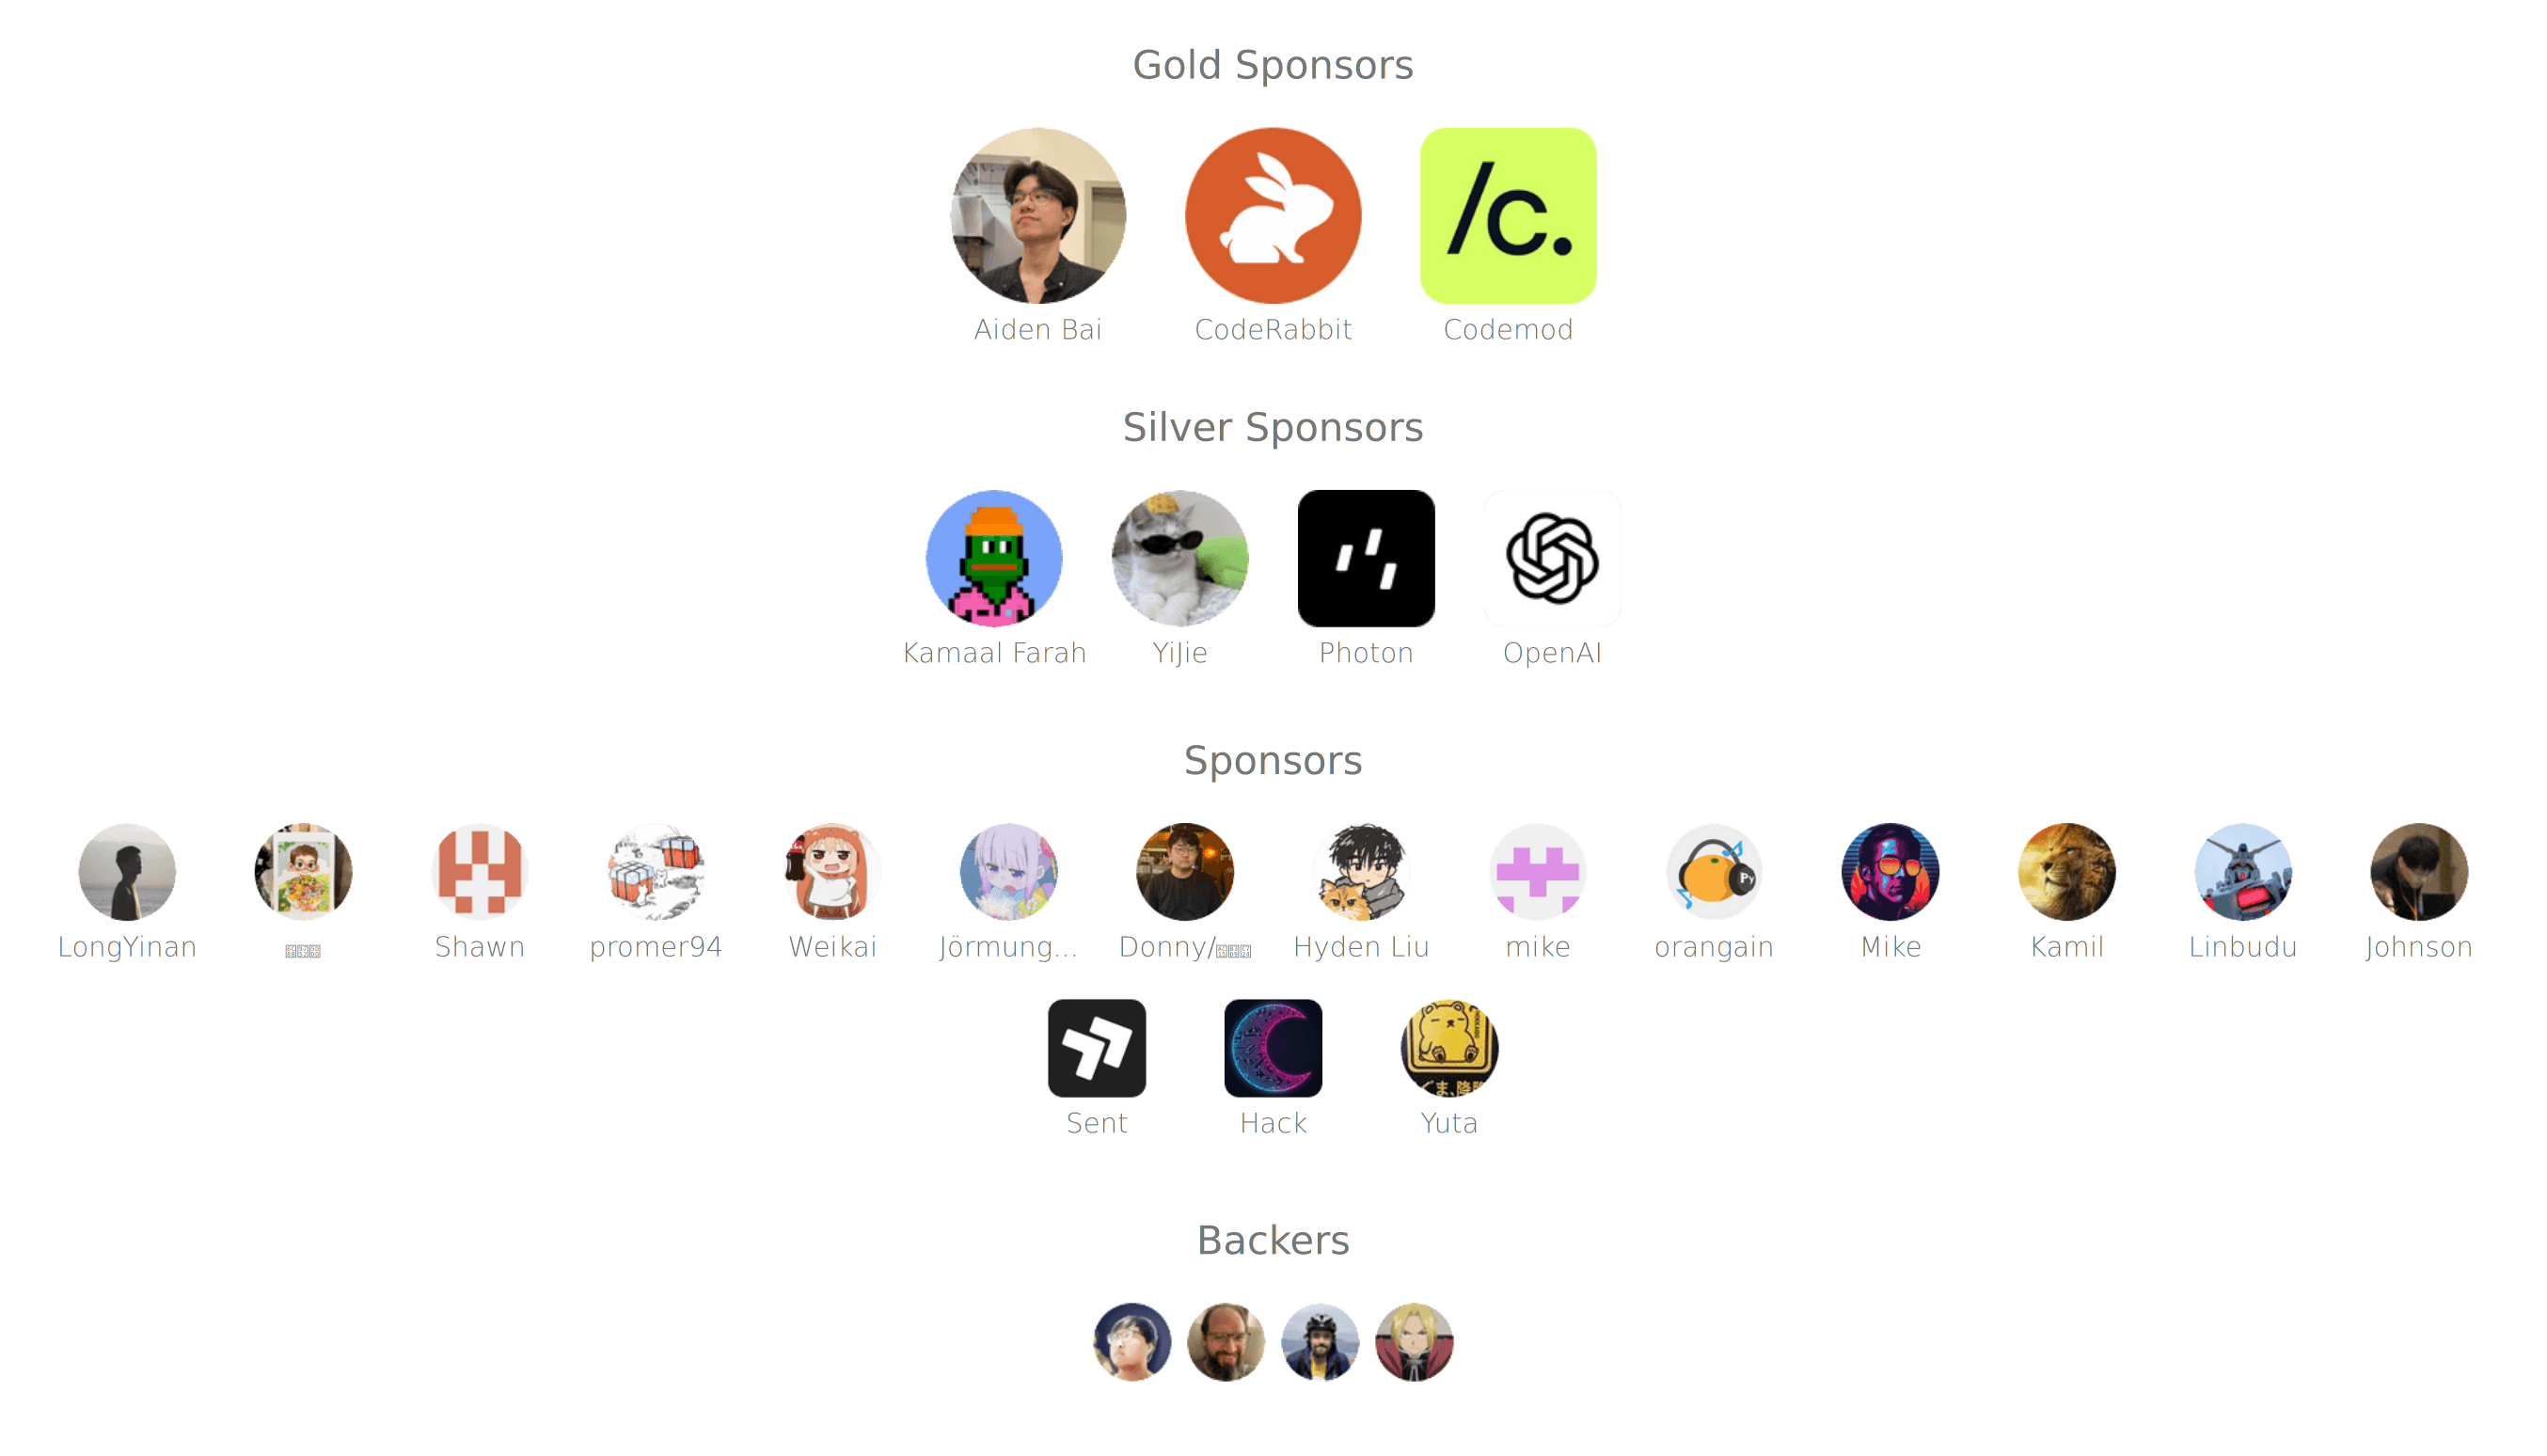 Gold Sponsors
/c.
Aiden Bai CodeRabbit Codemod
Silver Sponsors
Kamaal Farah YiJie Photon OpenAI
Sponsors
Py
LongYinan Shawn promer94 Weikai Jörmung... Donny/ Hyden Liu mike orangain Mike Kamil Linbudu Johnson
Sent Hack Yuta
Backers